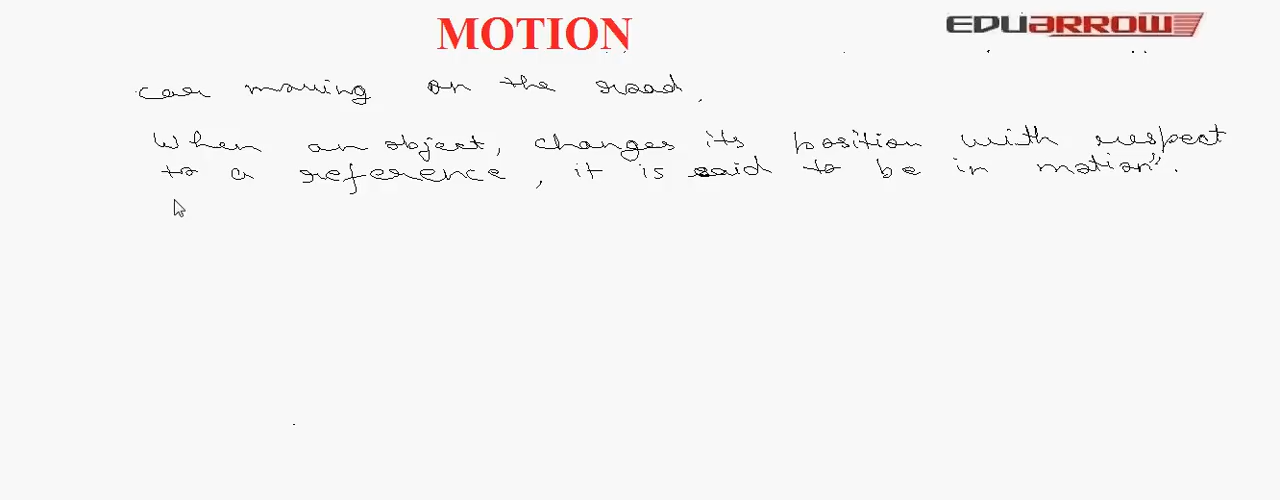 MOTION
EDUARROW
car moving on the road.
When an object, changes its position with respect
to a reference, it is said to be in motion".